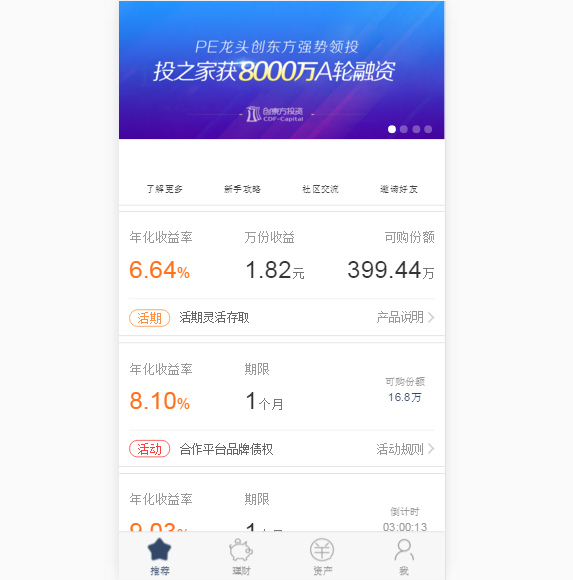 PE龙头创东方强势领投
投之家获8000万A轮融资
创東方投资
CDF-Capital
了解更多 新手攻略 社区交流 邀请好友
年化收益率 万份收益 可购份额
6.64% 1.82元 399.44万
活期 活期灵活存取 产品说明
年化收益率 期限 可购份额
8.10% 1个月 16.8万
活动 合作平台品牌债权 活动规则
年化收益率 期限 倒计时
9.03% 1个月 03:00:13
推荐 理财 资产 我